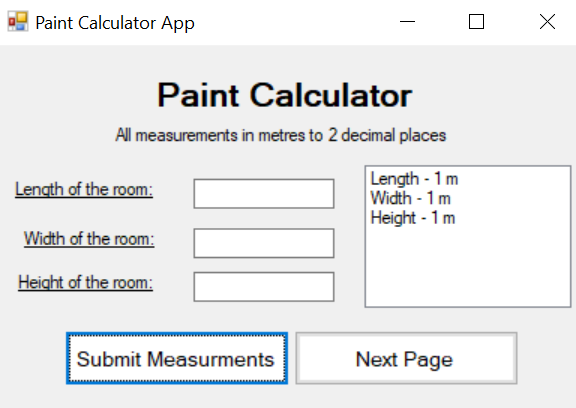 Paint Calculator App
Paint Calculator
All measurements in metres to 2 decimal places
Length of the room:
Width of the room:
Height of the room:
Length - 1 m
Width - 1 m
Height - 1 m
Submit Measurments
Next Page